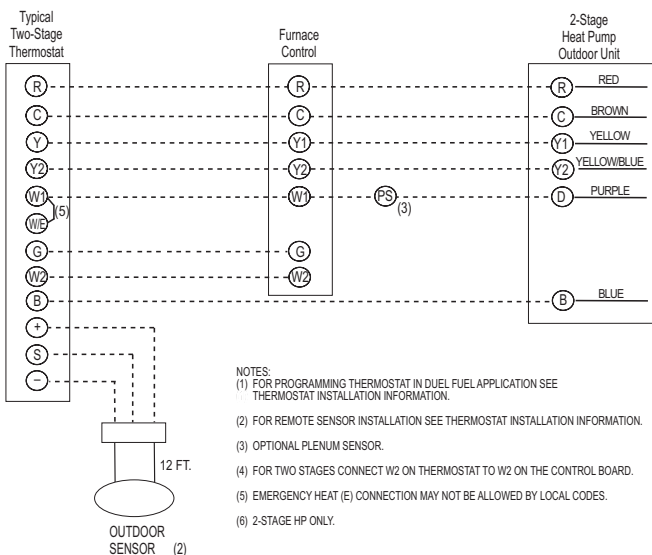 Typical
Two-Stage
Thermostat
Furnace
Control
2-Stage
Heat Pump
Outdoor Unit
R R R RED
C C C BROWN
Y Y1 Y1 YELLOW
Y2 Y2 Y2 YELLOW/BLUE
W1 W1 PS D PURPLE
(5) (3)
W/E
G G
W2 W2
B B BLUE
+
S
–
12 FT.
OUTDOOR
SENSOR (2)
NOTES:
(1) FOR PROGRAMMING THERMOSTAT IN DUEL FUEL APPLICATION SEE
THERMOSTAT INSTALLATION INFORMATION.
(2) FOR REMOTE SENSOR INSTALLATION SEE THERMOSTAT INSTALLATION INFORMATION.
(3) OPTIONAL PLENUM SENSOR.
(4) FOR TWO STAGES CONNECT W2 ON THERMOSTAT TO W2 ON THE CONTROL BOARD.
(5) EMERGENCY HEAT (E) CONNECTION MAY NOT BE ALLOWED BY LOCAL CODES.
(6) 2-STAGE HP ONLY.